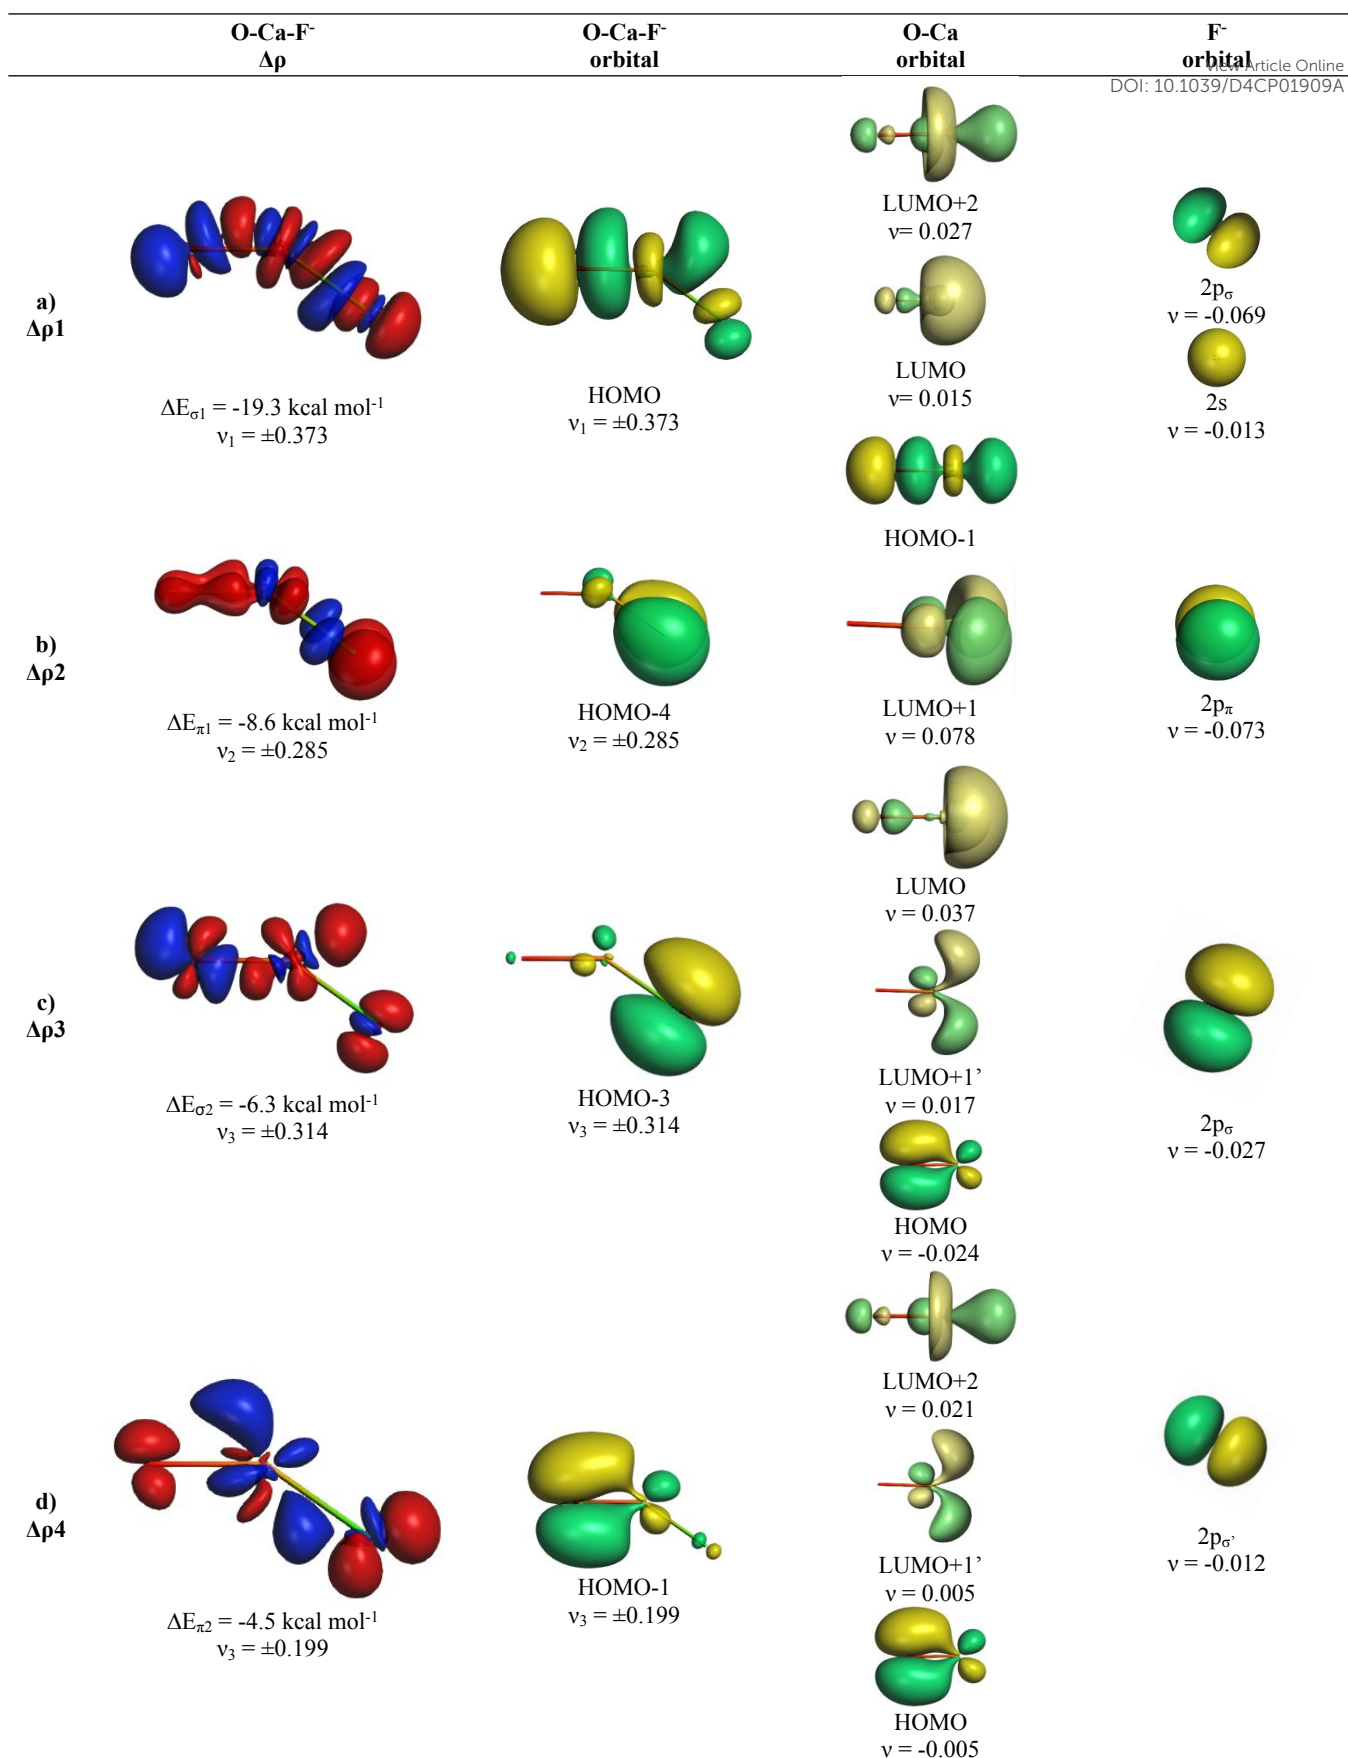 O-Ca-F-
Δρ
O-Ca-F-
orbital
O-Ca
orbital
F-
orbital
View Article Online
DOI: 10.1039/D4CP01909A
a)
Δρ1
ΔEσ1 = -19.3 kcal mol-1
ν1 = ±0.373
HOMO
ν1 = ±0.373
LUMO+2
ν= 0.027
LUMO
ν= 0.015
HOMO-1
2pσ
ν = -0.069
2s
ν = -0.013
b)
Δρ2
ΔEπ1 = -8.6 kcal mol-1
ν2 = ±0.285
HOMO-4
ν2 = ±0.285
LUMO+1
ν = 0.078
2pπ
ν = -0.073
c)
Δρ3
ΔEσ2 = -6.3 kcal mol-1
ν3 = ±0.314
HOMO-3
ν3 = ±0.314
LUMO
ν = 0.037
LUMO+1’
ν = 0.017
HOMO
ν = -0.024
2pσ
ν = -0.027
d)
Δρ4
ΔEπ2 = -4.5 kcal mol-1
ν3 = ±0.199
HOMO-1
ν3 = ±0.199
LUMO+2
ν = 0.021
LUMO+1’
ν = 0.005
HOMO
ν = -0.005
2pσ’
ν = -0.012